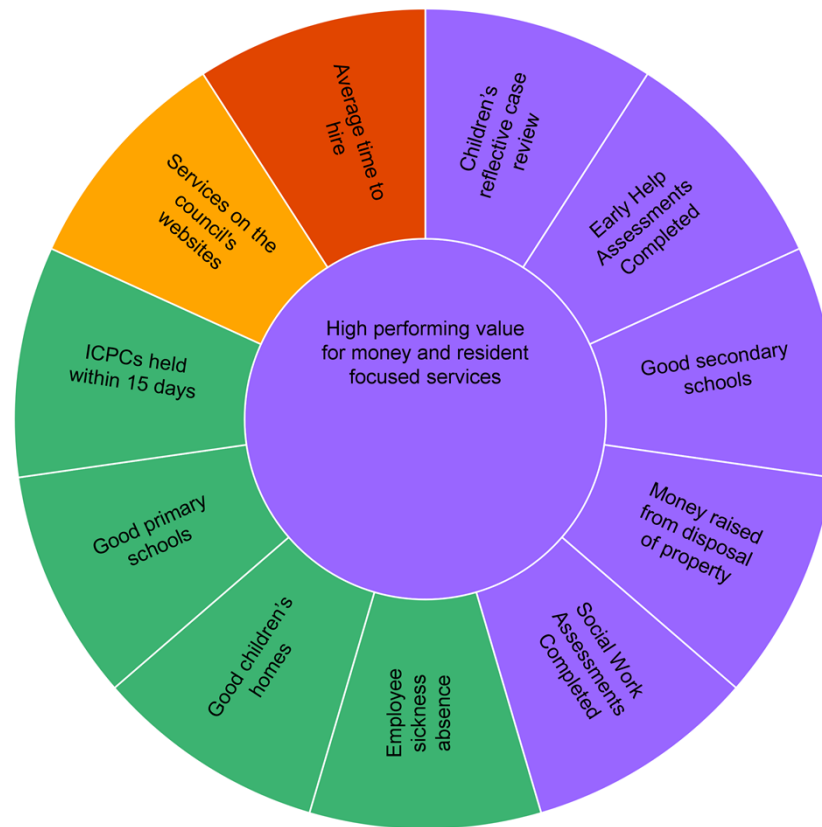 Children’s
reflective case
review
Early Help
Assessments
Completed
Good secondary
schools
Money raised
from disposal
of property
Social Work
Assessments
Completed
Employee
sickness
absence
Good children’s
homes
Good primary
schools
ICPCs held
within 15 days
Services on the
council's
websites
Average time to
hire
High performing value
for money and resident
focused services